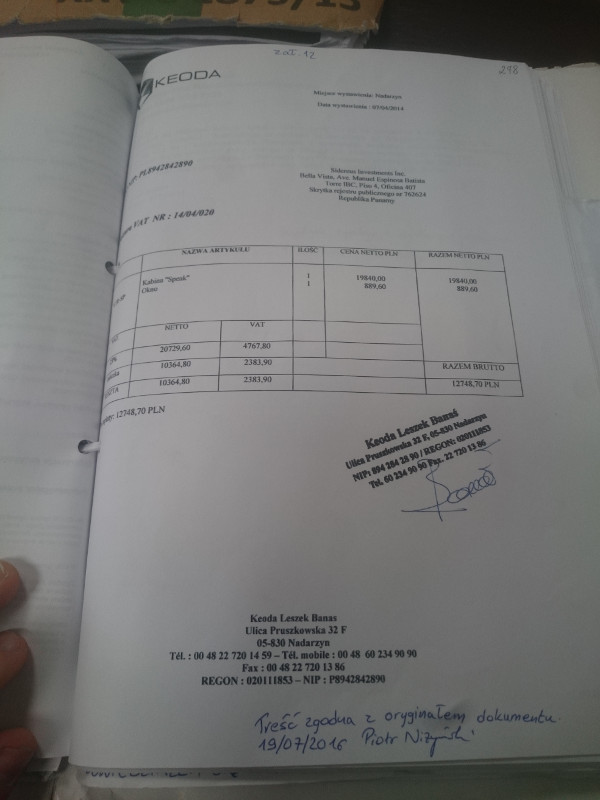 zał. 12
248
KEODA
Miejsce wystawienia: Nadarzyn
Data wystawienia : 03/04/2014
PL8942842890
Siderous Investments Inc.
Bella Vista, Ave. Manuel Espinosa Batista
Torre IBC, Piso 4, Oficina 407
Skrytka rejestru publicznego nr 762624
Republika Panamy
VAT NR : 14/04/020
NAZWA ARTYKUŁU ILOŚĆ CENA NETTO PLN RAZEM NETTO PLN
Kabina "Speak" 1 19840,00 19840,00
Okno 1 889,60 889,60
NETTO VAT
20729,60 4767,80
10364,80 2383,90 RAZEM BRUTTO
10364,80 2383,90 12748,70 PLN
12748,70 PLN
Keoda Leszek Banaś
Ulica Pruszkowska 32 F, 05-830 Nadarzyn
NIP: 894 284 28 90 / REGON: 020111853
Tel. 60 234 90 90 Fax. 22 720 13 86
Keoda Leszek Banas
Ulica Pruszkowska 32 F
05-830 Nadarzyn
Tél. : 00 48 22 720 14 59 – Tél. mobile : 00 48 60 234 90 90
Fax : 00 48 22 720 13 86
REGON : 020111853 – NIP : P8942842890
Treść zgodna z oryginałem dokumentu.
19/07/2016 Piotr Niżyński